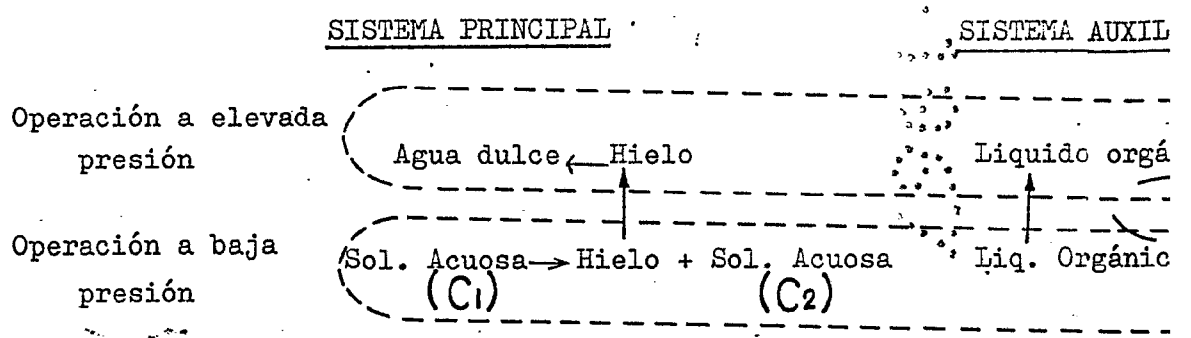 SISTEMA PRINCIPAL SISTEMA AUXIL
Operación a elevada presión
Agua dulce ← Hielo Liquido orgá
Operación a baja presión
Sol. Acuosa → Hielo + Sol. Acuosa Liq. Orgánic
(C1) (C2)